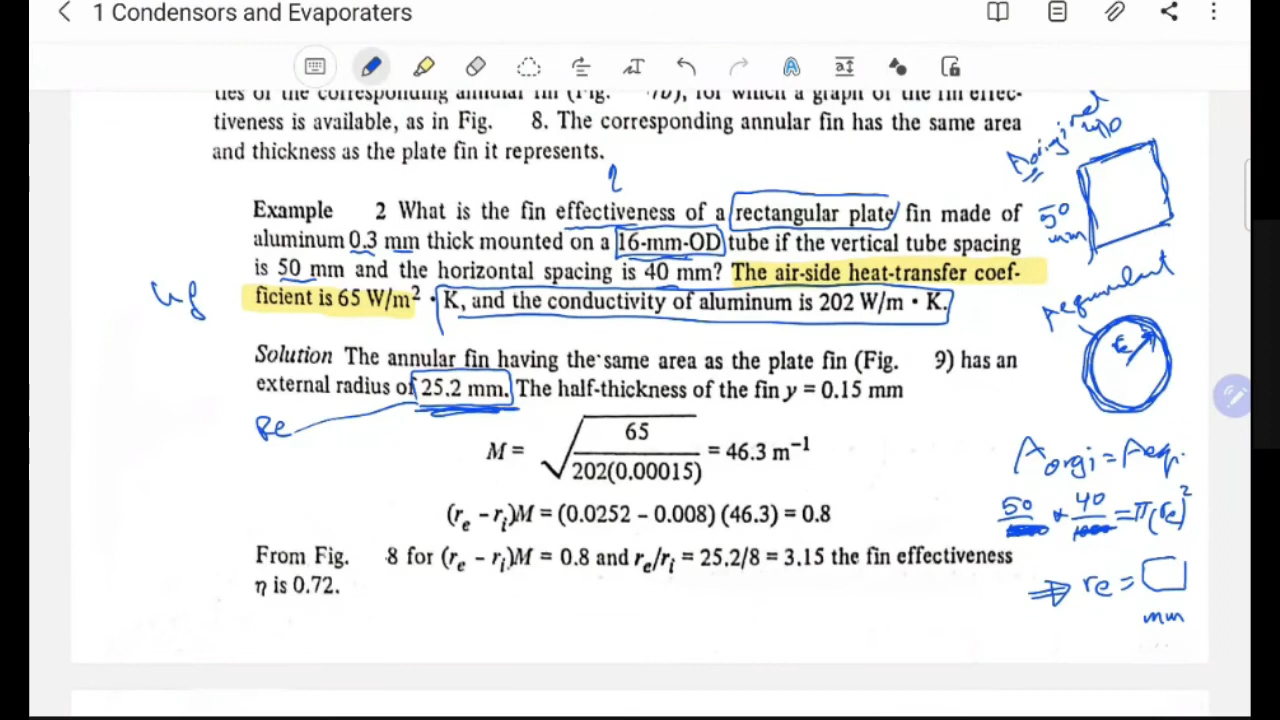 1 Condensors and Evaporaters
ties of the corresponding annular fin (Fig. 7b), for which a graph of the fin effec-
tiveness is available, as in Fig. 8. The corresponding annular fin has the same area
and thickness as the plate fin it represents.
η
Example 2 What is the fin effectiveness of a rectangular plate fin made of
aluminum 0.3 mm thick mounted on a 16-mm-OD tube if the vertical tube spacing
is 50 mm and the horizontal spacing is 40 mm? The air-side heat-transfer coef-
ficient is 65 W/m² · K, and the conductivity of aluminum is 202 W/m · K.
Solution The annular fin having the same area as the plate fin (Fig. 9) has an
external radius of 25.2 mm. The half-thickness of the fin y = 0.15 mm
re
M = √(65 / 202(0.00015)) = 46.3 m⁻¹
(re - ri)M = (0.0252 - 0.008) (46.3) = 0.8
From Fig. 8 for (re - ri)M = 0.8 and re/ri = 25.2/8 = 3.15 the fin effectiveness
η is 0.72.
Aoriginal
40
50
mm
Aequivalent
re
Aorgi = Aequ.
50 * 40 = π(re)²
⇒ re = ▢
mm